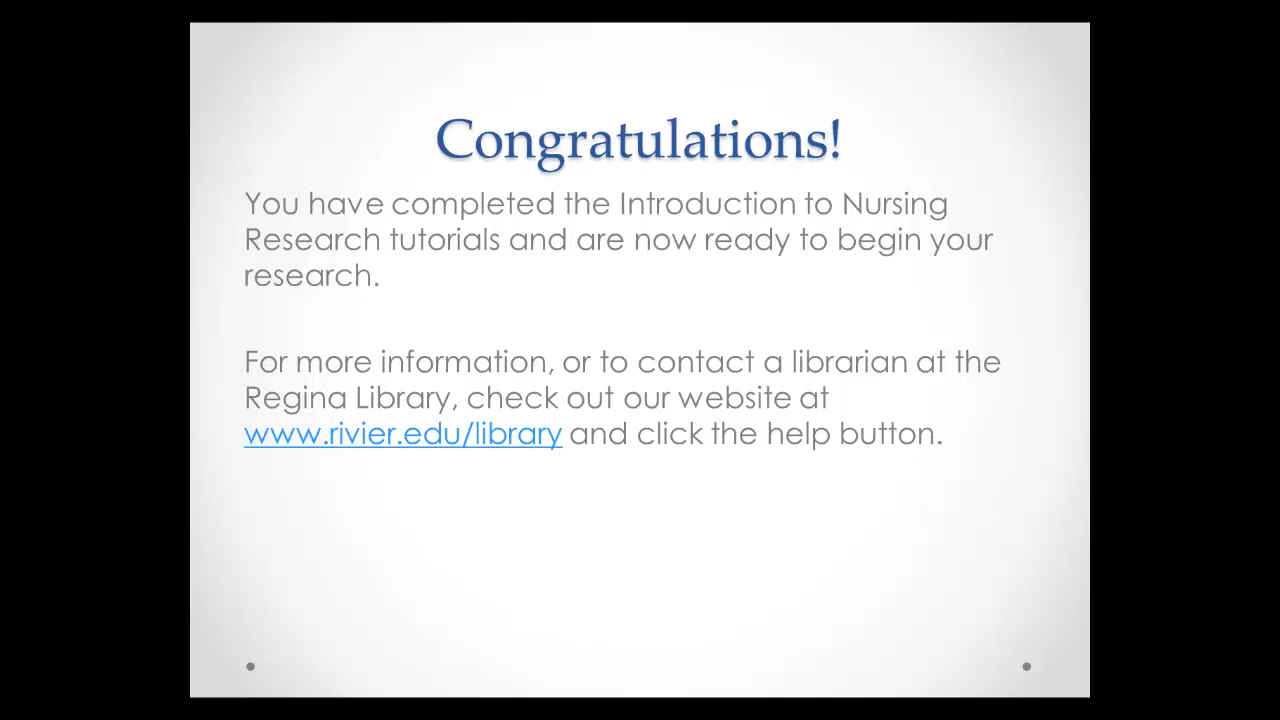 Congratulations!
You have completed the Introduction to Nursing
Research tutorials and are now ready to begin your
research.
For more information, or to contact a librarian at the
Regina Library, check out our website at
www.rivier.edu/library and click the help button.